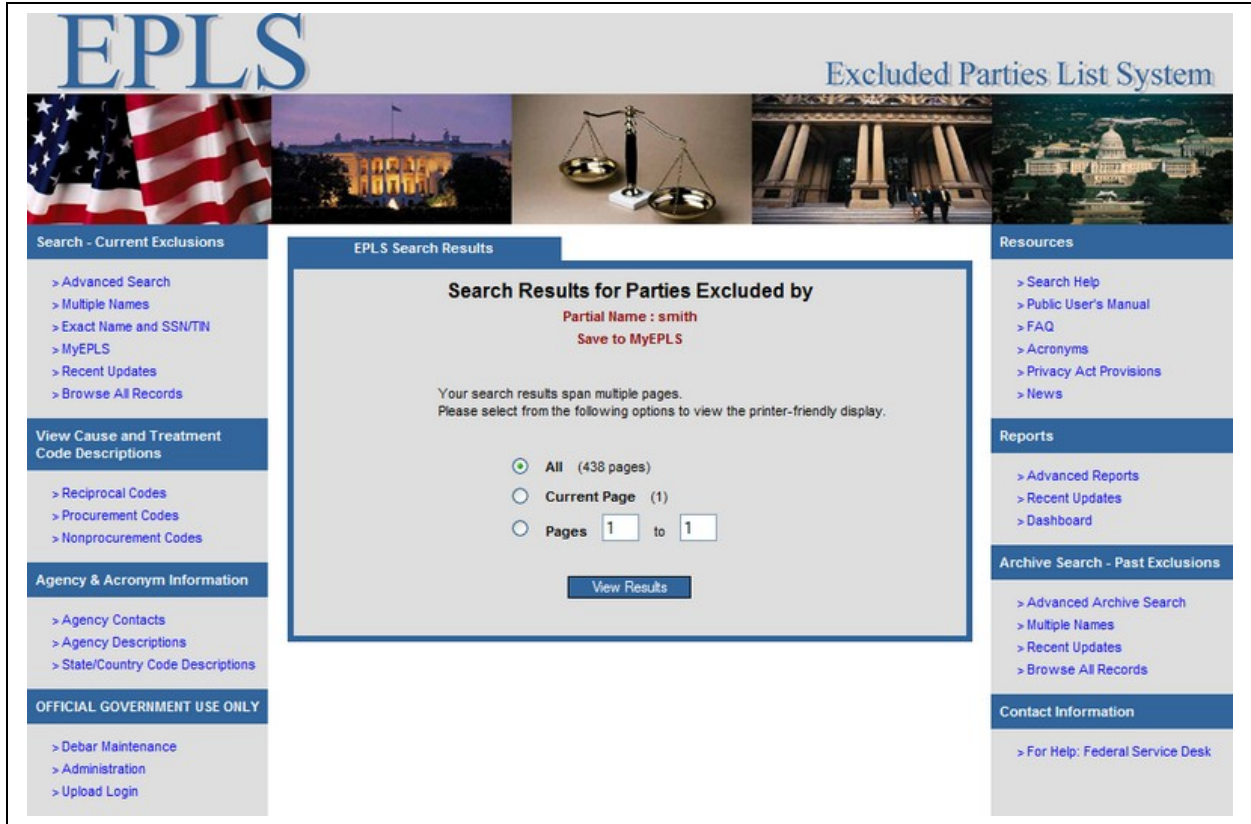 EPLS
Excluded Parties List System
Search - Current Exclusions
> Advanced Search
> Multiple Names
> Exact Name and SSN/TIN
> MyEPLS
> Recent Updates
> Browse All Records
View Cause and Treatment
Code Descriptions
> Reciprocal Codes
> Procurement Codes
> Nonprocurement Codes
Agency & Acronym Information
> Agency Contacts
> Agency Descriptions
> State/Country Code Descriptions
OFFICIAL GOVERNMENT USE ONLY
> Debar Maintenance
> Administration
> Upload Login
EPLS Search Results
Search Results for Parties Excluded by
Partial Name : smith
Save to MyEPLS
Your search results span multiple pages.
Please select from the following options to view the printer-friendly display.
All (438 pages)
Current Page (1)
Pages 1 to 1
View Results
Resources
> Search Help
> Public User's Manual
> FAQ
> Acronyms
> Privacy Act Provisions
> News
Reports
> Advanced Reports
> Recent Updates
> Dashboard
Archive Search - Past Exclusions
> Advanced Archive Search
> Multiple Names
> Recent Updates
> Browse All Records
Contact Information
> For Help: Federal Service Desk